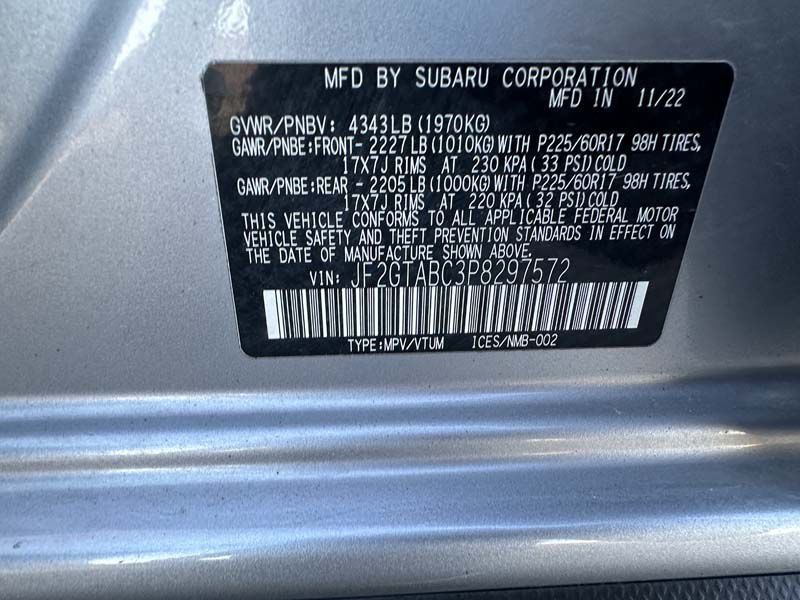 MFD BY SUBARU CORPORATION
MFD IN 11/22
GVWR/PNBV: 4343LB(1970KG)
GAWR/PNBE:FRONT- 2227LB(1010KG)WITH P225/60R17 98H TIRES,
17X7J RIMS AT 230 KPA(33 PSI)COLD
GAWR/PNBE:REAR - 2205LB(1000KG)WITH P225/60R17 98H TIRES,
17X7J RIMS AT 220 KPA(32 PSI)COLD
THIS VEHICLE CONFORMS TO ALL APPLICABLE FEDERAL MOTOR
VEHICLE SAFETY AND THEFT PREVENTION STANDARDS IN EFFECT ON
THE DATE OF MANUFACTURE SHOWN ABOVE.
VIN: JF2GTABC3P8297572
TYPE:MPV/VTUM ICES/NMB-002